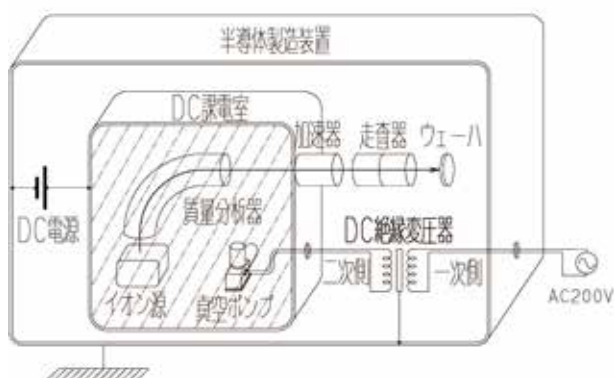 半導体製造装置
DC課電室
加速器
走査器
ウェーハ
質量分析器
DC電源
DC絶縁変圧器
イオン源
真空ポンプ
二次側
一次側
AC200V